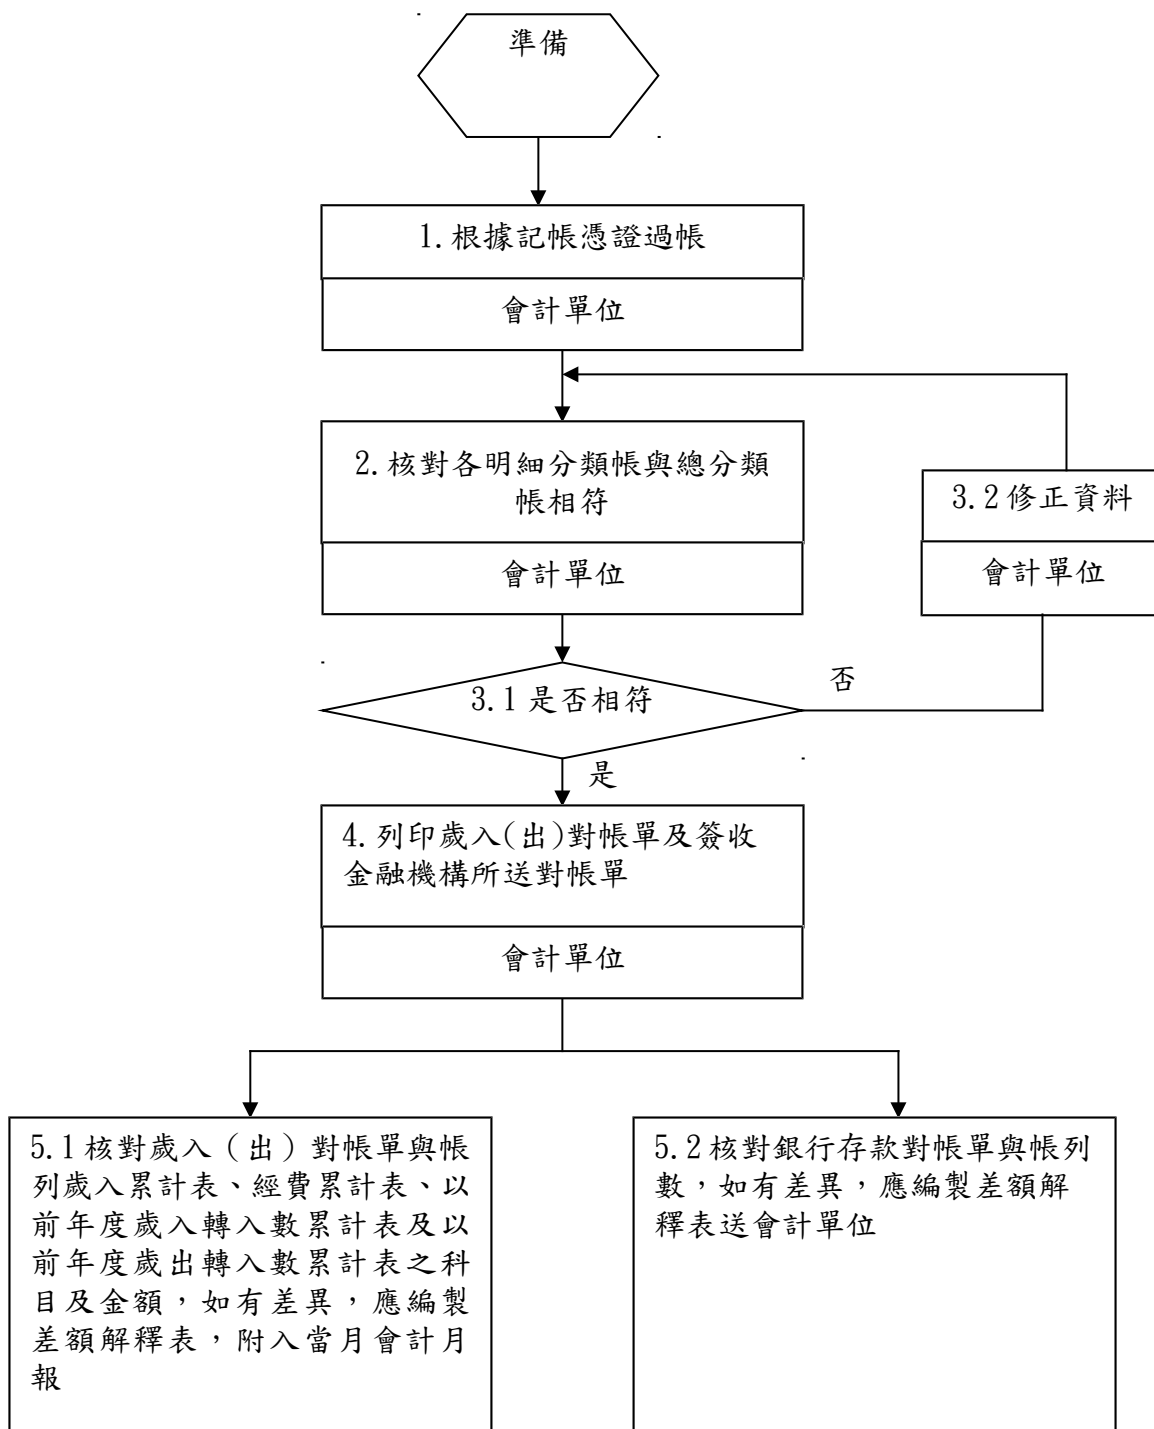 準備
1.根據記帳憑證過帳
會計單位
2.核對各明細分類帳與總分類
帳相符
會計單位
3.2修正資料
會計單位
3.1是否相符
否
是
4.列印歲入(出)對帳單及簽收
金融機構所送對帳單
會計單位
5.1核對歲入（出）對帳單與帳
列歲入累計表、經費累計表、以
前年度歲入轉入數累計表及以
前年度歲出轉入數累計表之科
目及金額，如有差異，應編製
差額解釋表，附入當月會計月
報
5.2核對銀行存款對帳單與帳列
數，如有差異，應編製差額解
釋表送會計單位